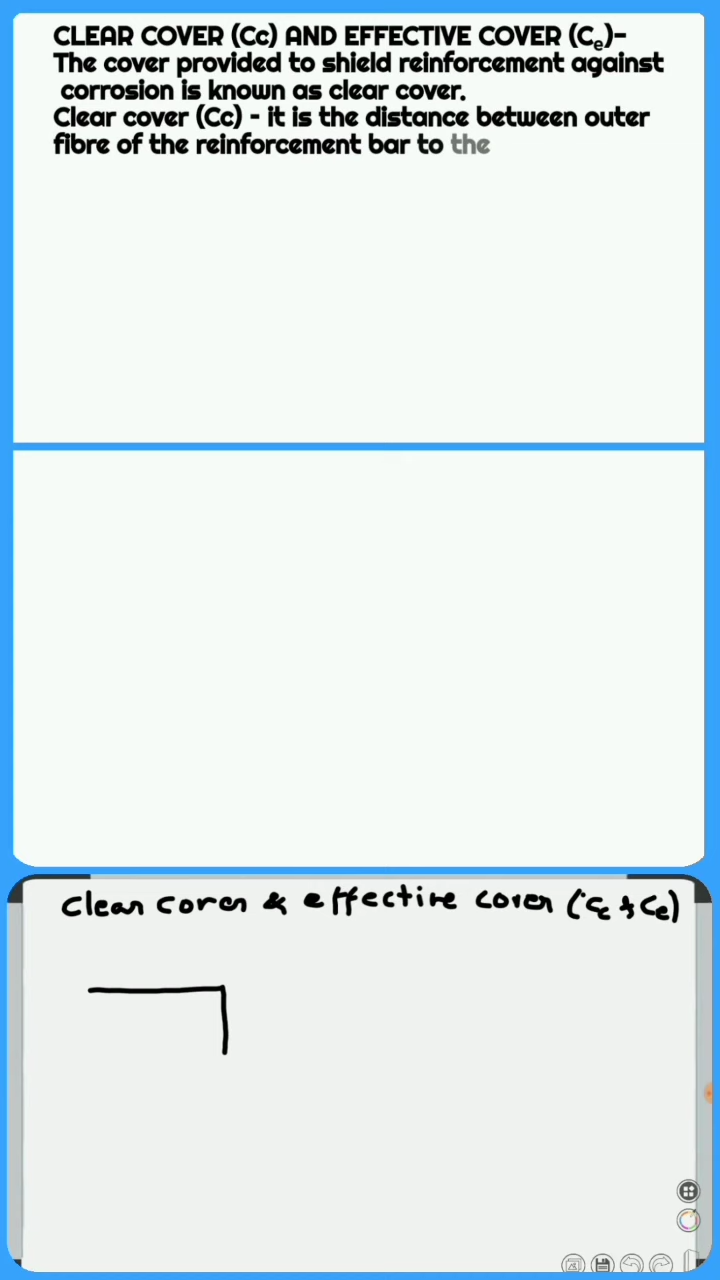 CLEAR COVER (Cc) AND EFFECTIVE COVER (Cₑ)-
The cover provided to shield reinforcement against
corrosion is known as clear cover.
Clear cover (Cc) - it is the distance between outer
fibre of the reinforcement bar to the
Clear cover & effective cover (Cc & Ce)